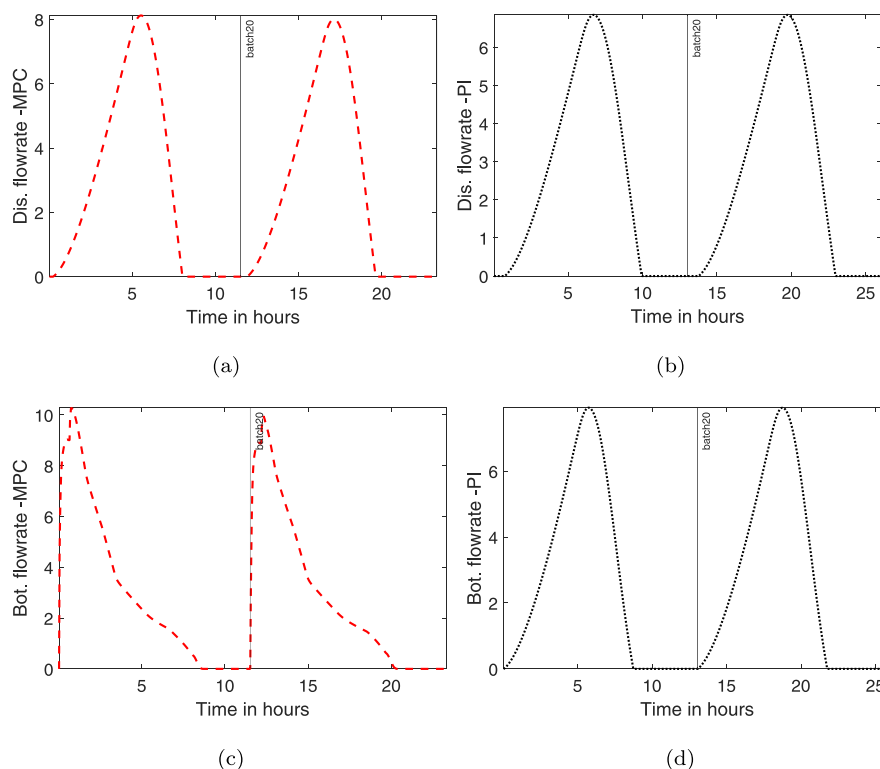 8
6
4
2
0
Dis. flowrate -MPC
batch20
5
10
15
20
Time in hours
(a)
6
5
4
3
2
1
0
Dis. flowrate -PI
batch20
5
10
15
20
25
Time in hours
(b)
10
8
6
4
2
0
Bot. flowrate -MPC
batch20
5
10
15
20
Time in hours
(c)
6
4
2
0
Bot. flowrate -PI
batch20
5
10
15
20
25
Time in hours
(d)